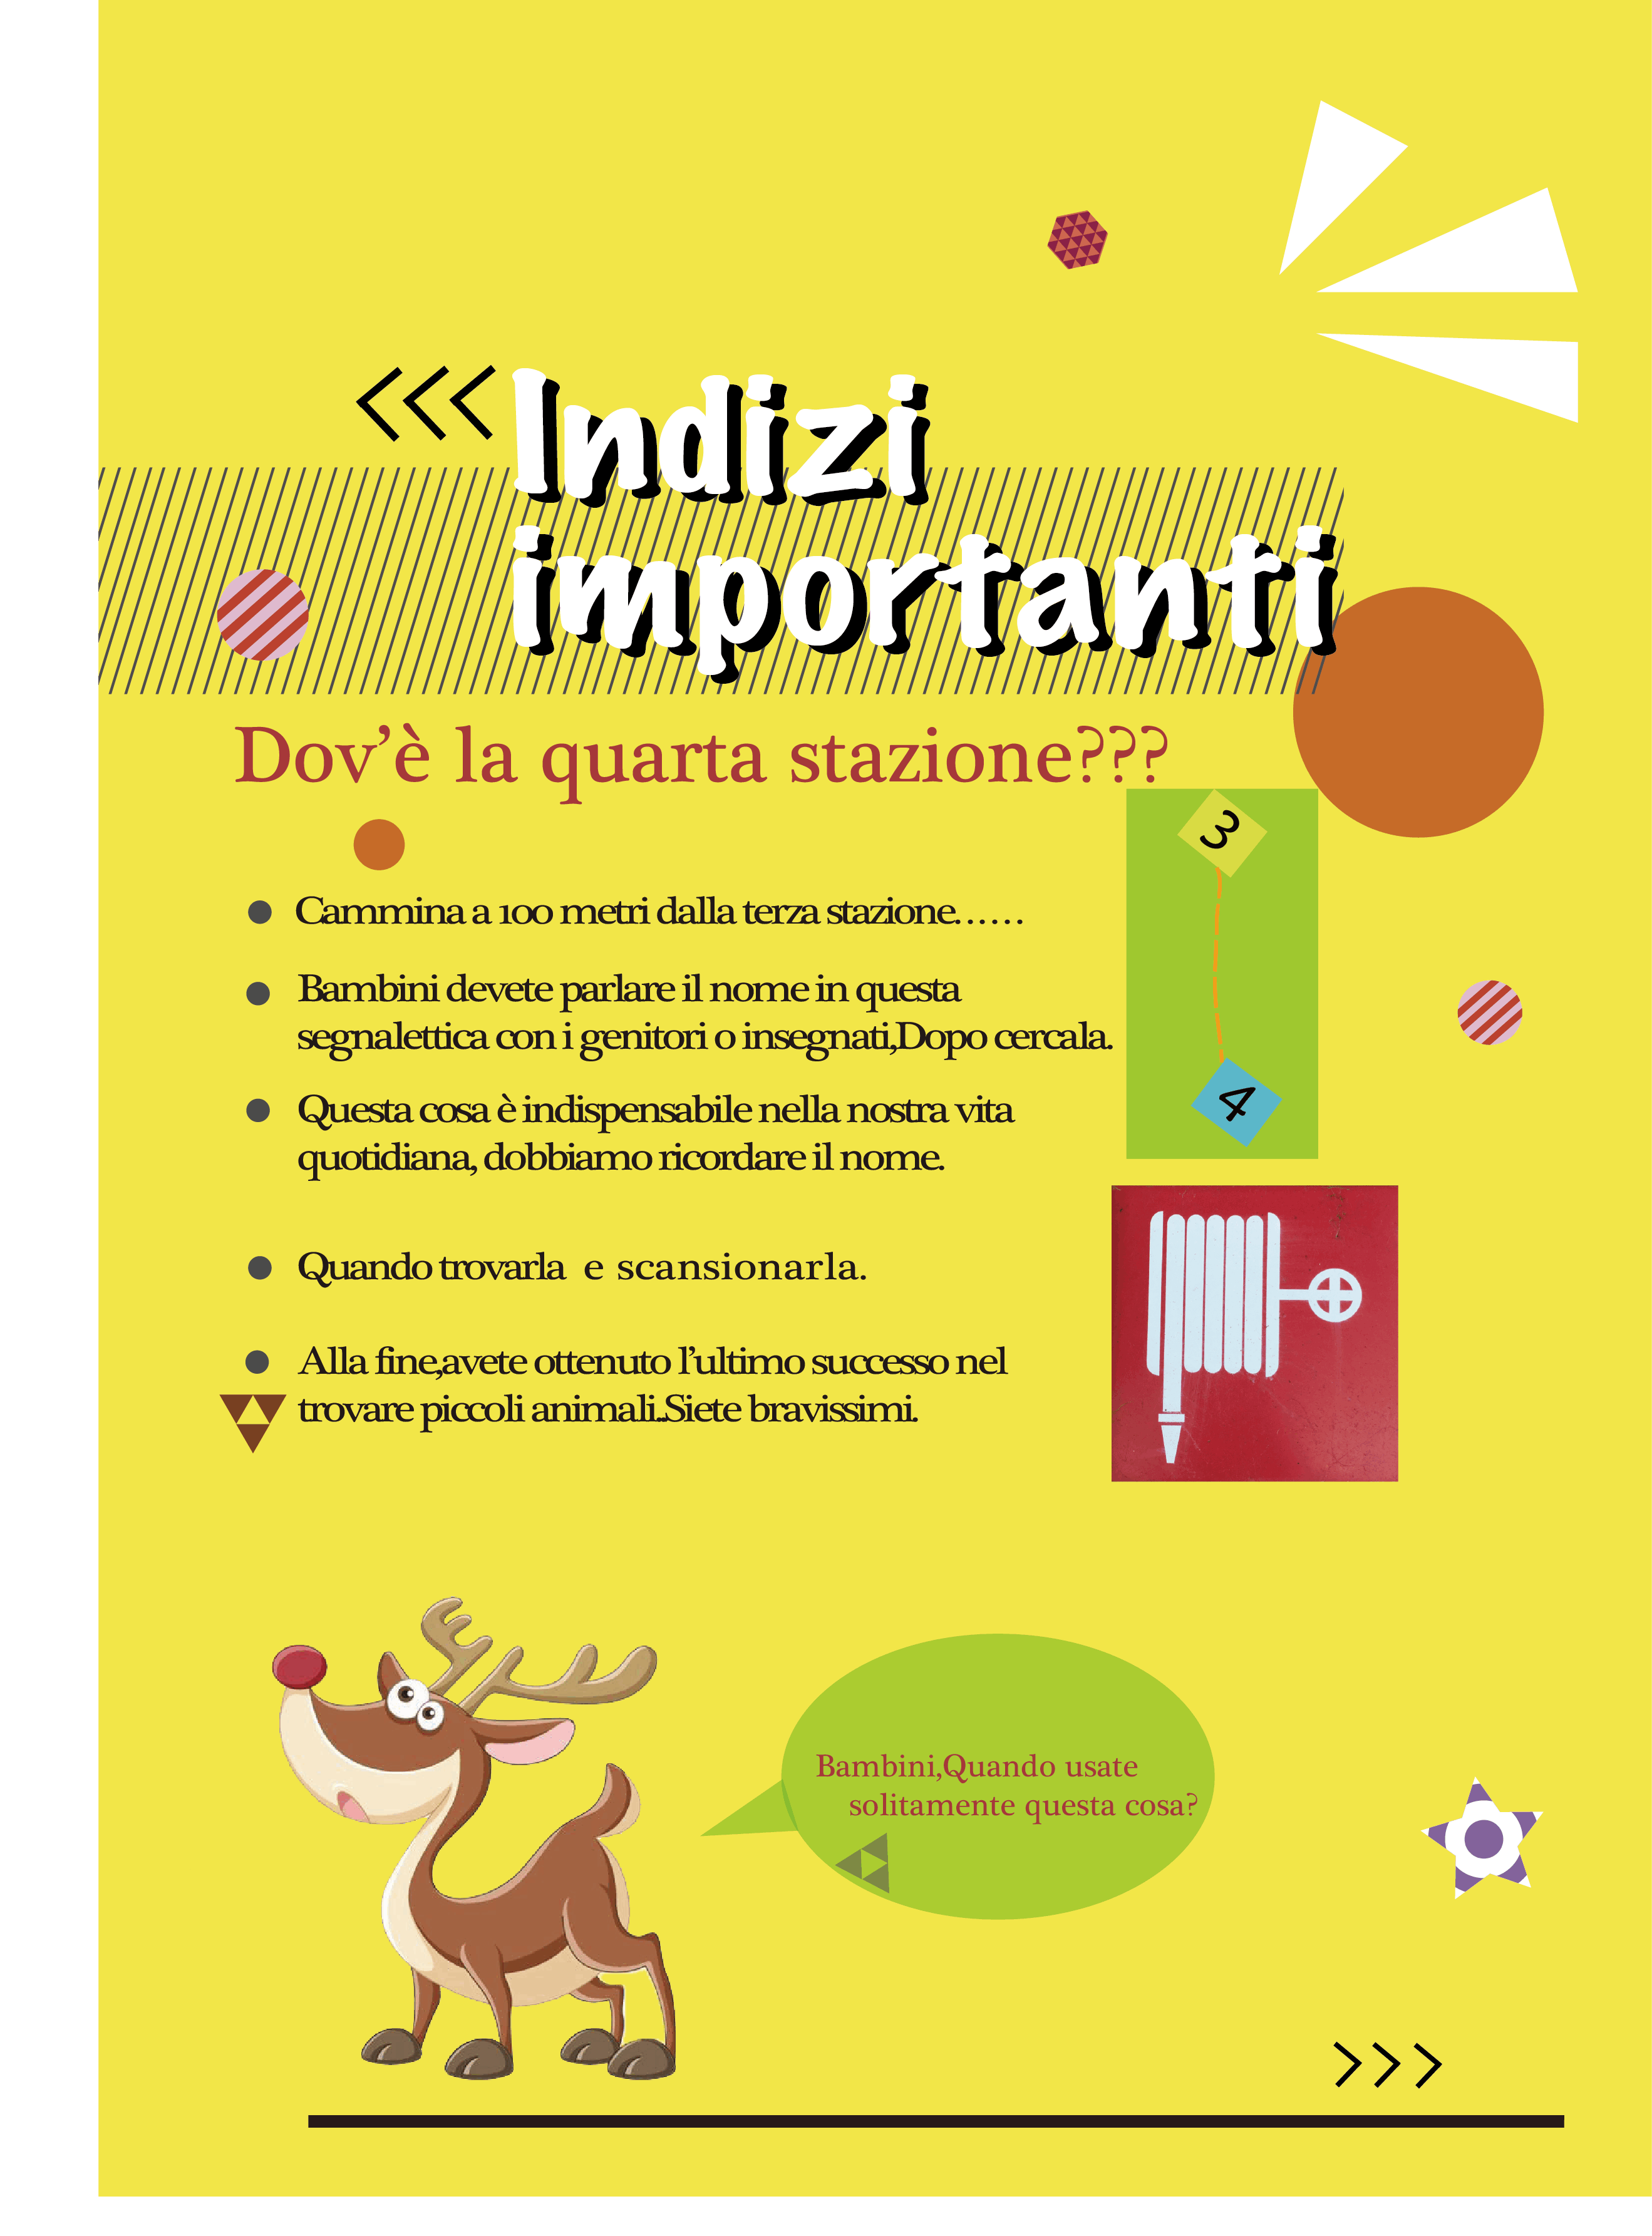 Indizi
importanti
Dov’è la quarta stazione???
3
Cammina a 100 metri dalla terza stazione……
Bambini devete parlare il nome in questa
segnalettica con i genitori o insegnati,Dopo cercala.
4
Questa cosa è indispensabile nella nostra vita
quotidiana, dobbiamo ricordare il nome.
Quando trovarla e scansionarla.
Alla fine,avete ottenuto l’ultimo successo nel
trovare piccoli animali..Siete bravissimi.
Bambini,Quando usate
solitamente questa cosa?